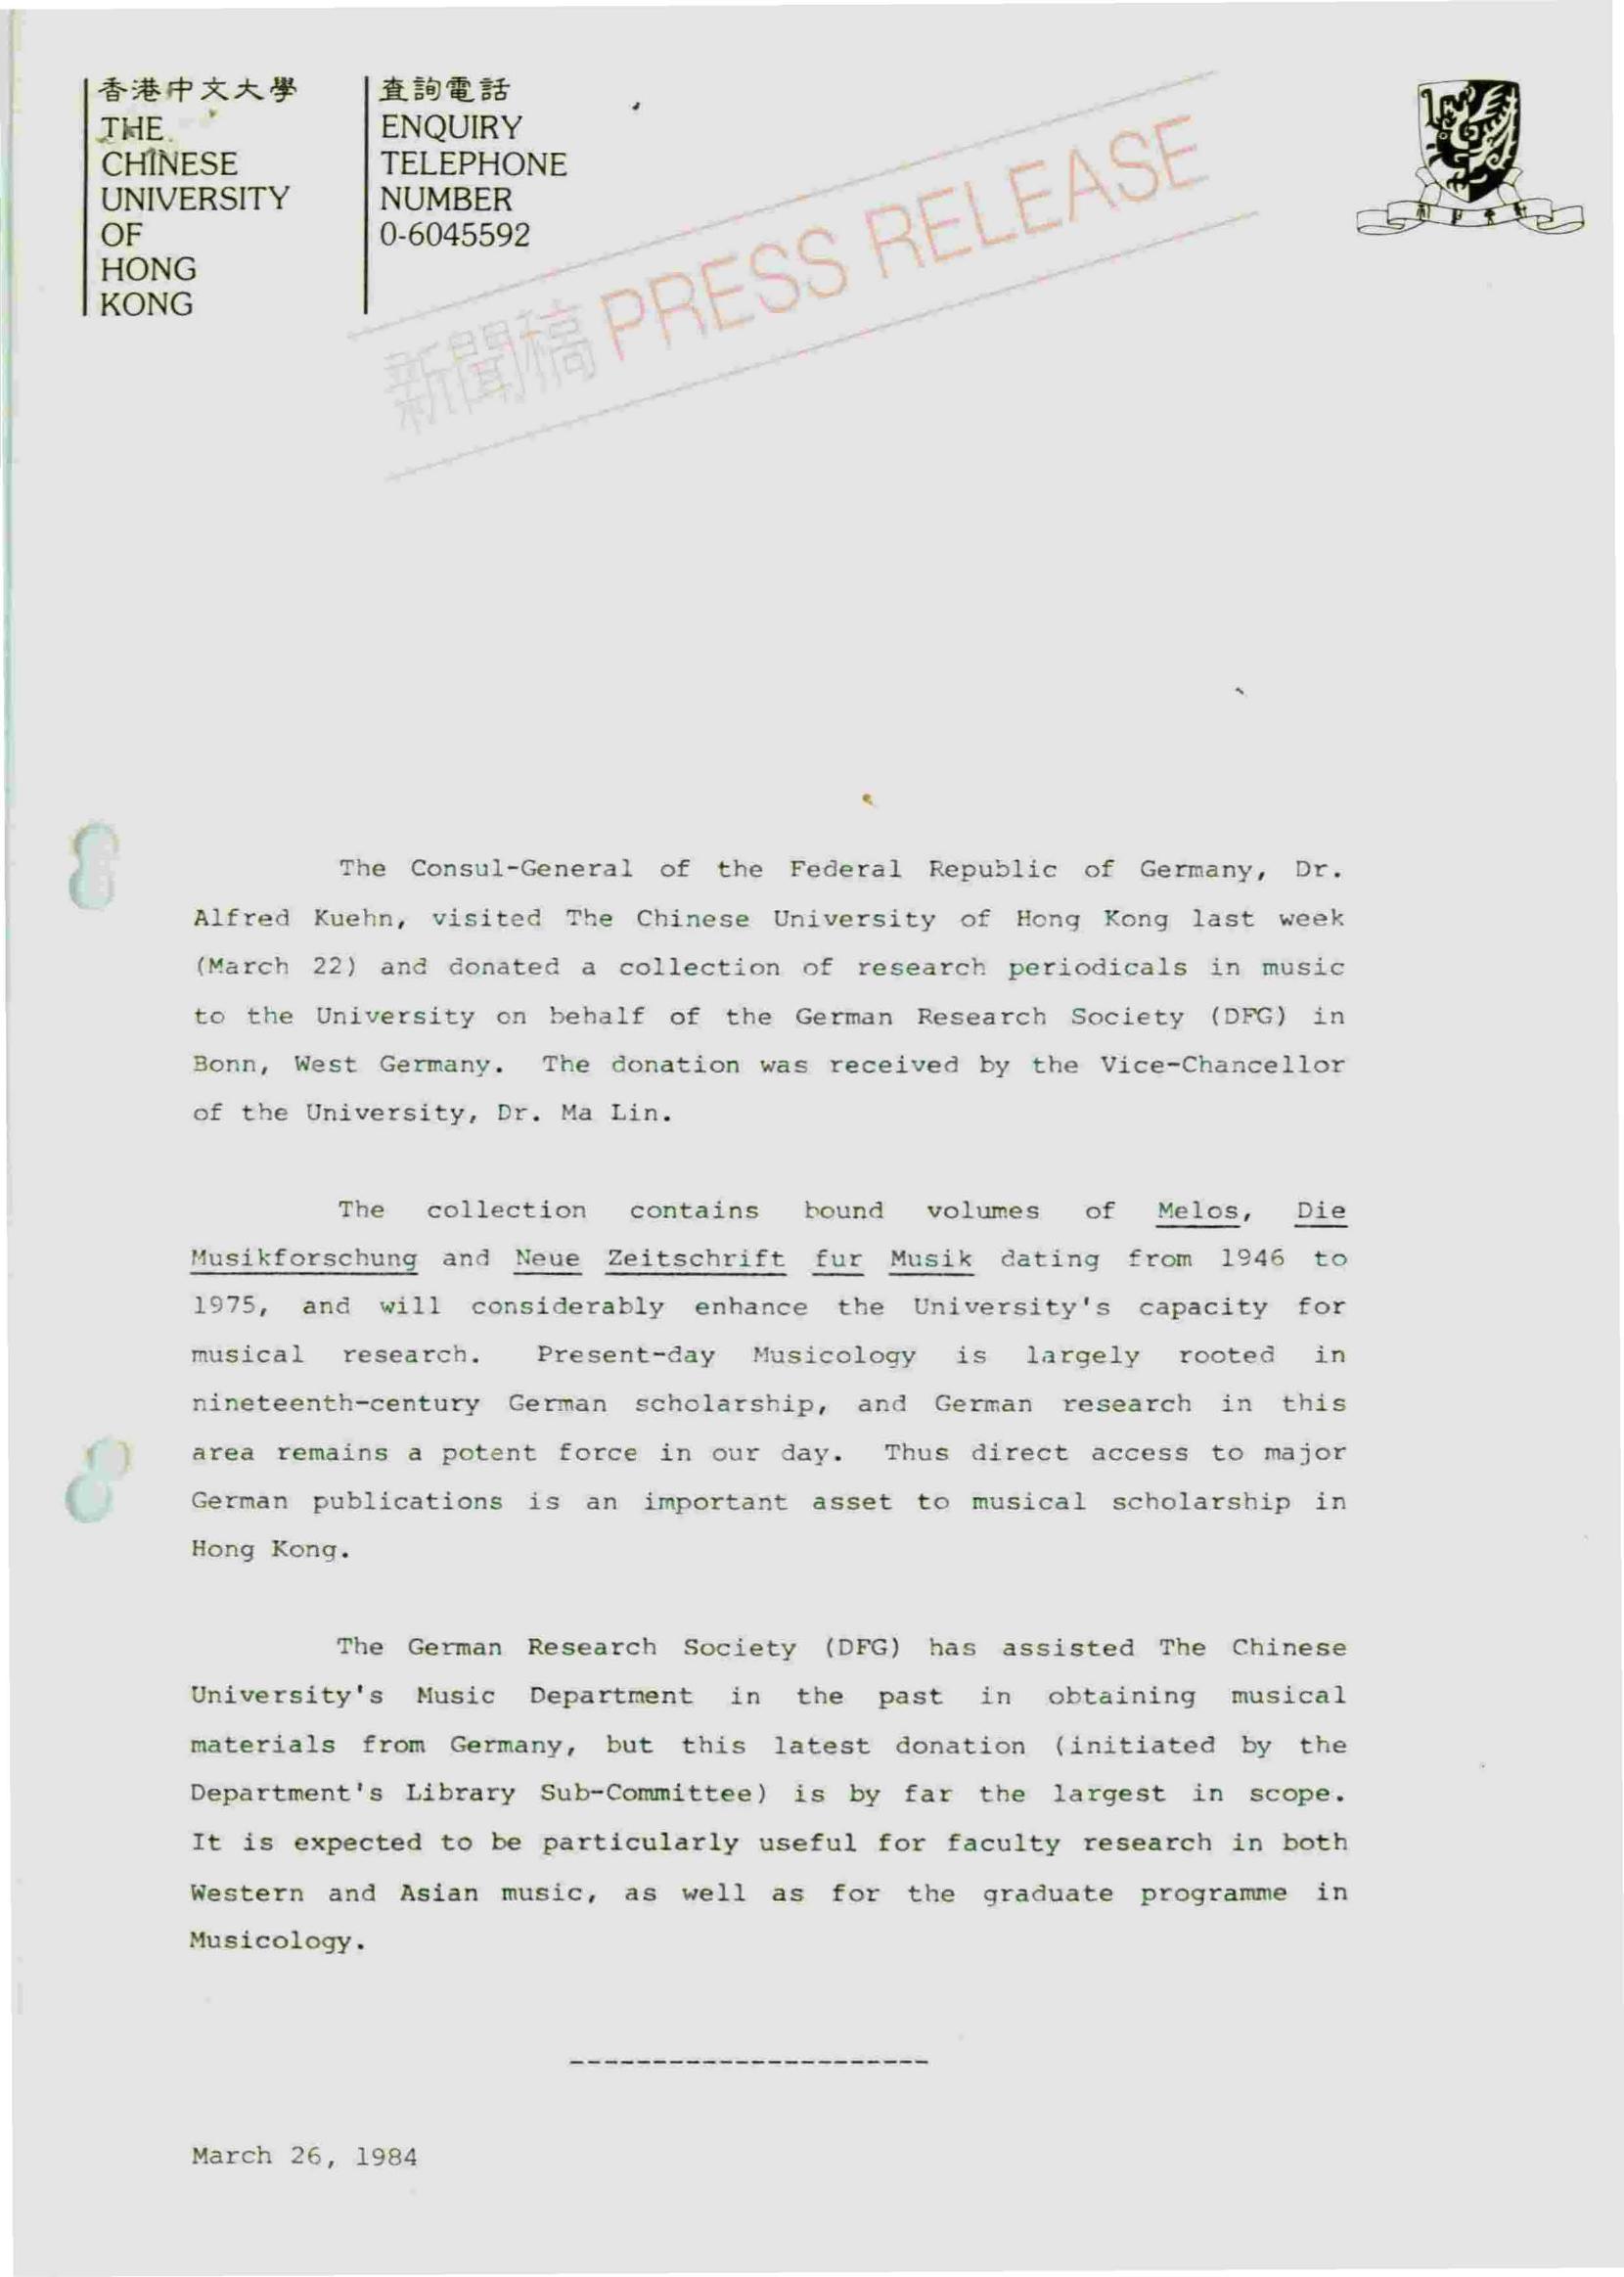 香港中文大學
THE
CHINESE
UNIVERSITY
OF
HONG
KONG
查詢電話
ENQUIRY
TELEPHONE
NUMBER
0-6045592
新聞稿 PRESS RELEASE
The Consul-General of the Federal Republic of Germany, Dr.
Alfred Kuehn, visited The Chinese University of Hong Kong last week
(March 22) and donated a collection of research periodicals in music
to the University on behalf of the German Research Society (DFG) in
Bonn, West Germany. The donation was received by the Vice-Chancellor
of the University, Dr. Ma Lin.
The collection contains bound volumes of Melos, Die
Musikforschung and Neue Zeitschrift fur Musik dating from 1946 to
1975, and will considerably enhance the University's capacity for
musical research. Present-day Musicology is largely rooted in
nineteenth-century German scholarship, and German research in this
area remains a potent force in our day. Thus direct access to major
German publications is an important asset to musical scholarship in
Hong Kong.
The German Research Society (DFG) has assisted The Chinese
University's Music Department in the past in obtaining musical
materials from Germany, but this latest donation (initiated by the
Department's Library Sub-Committee) is by far the largest in scope.
It is expected to be particularly useful for faculty research in both
Western and Asian music, as well as for the graduate programme in
Musicology.
----------------------
March 26, 1984